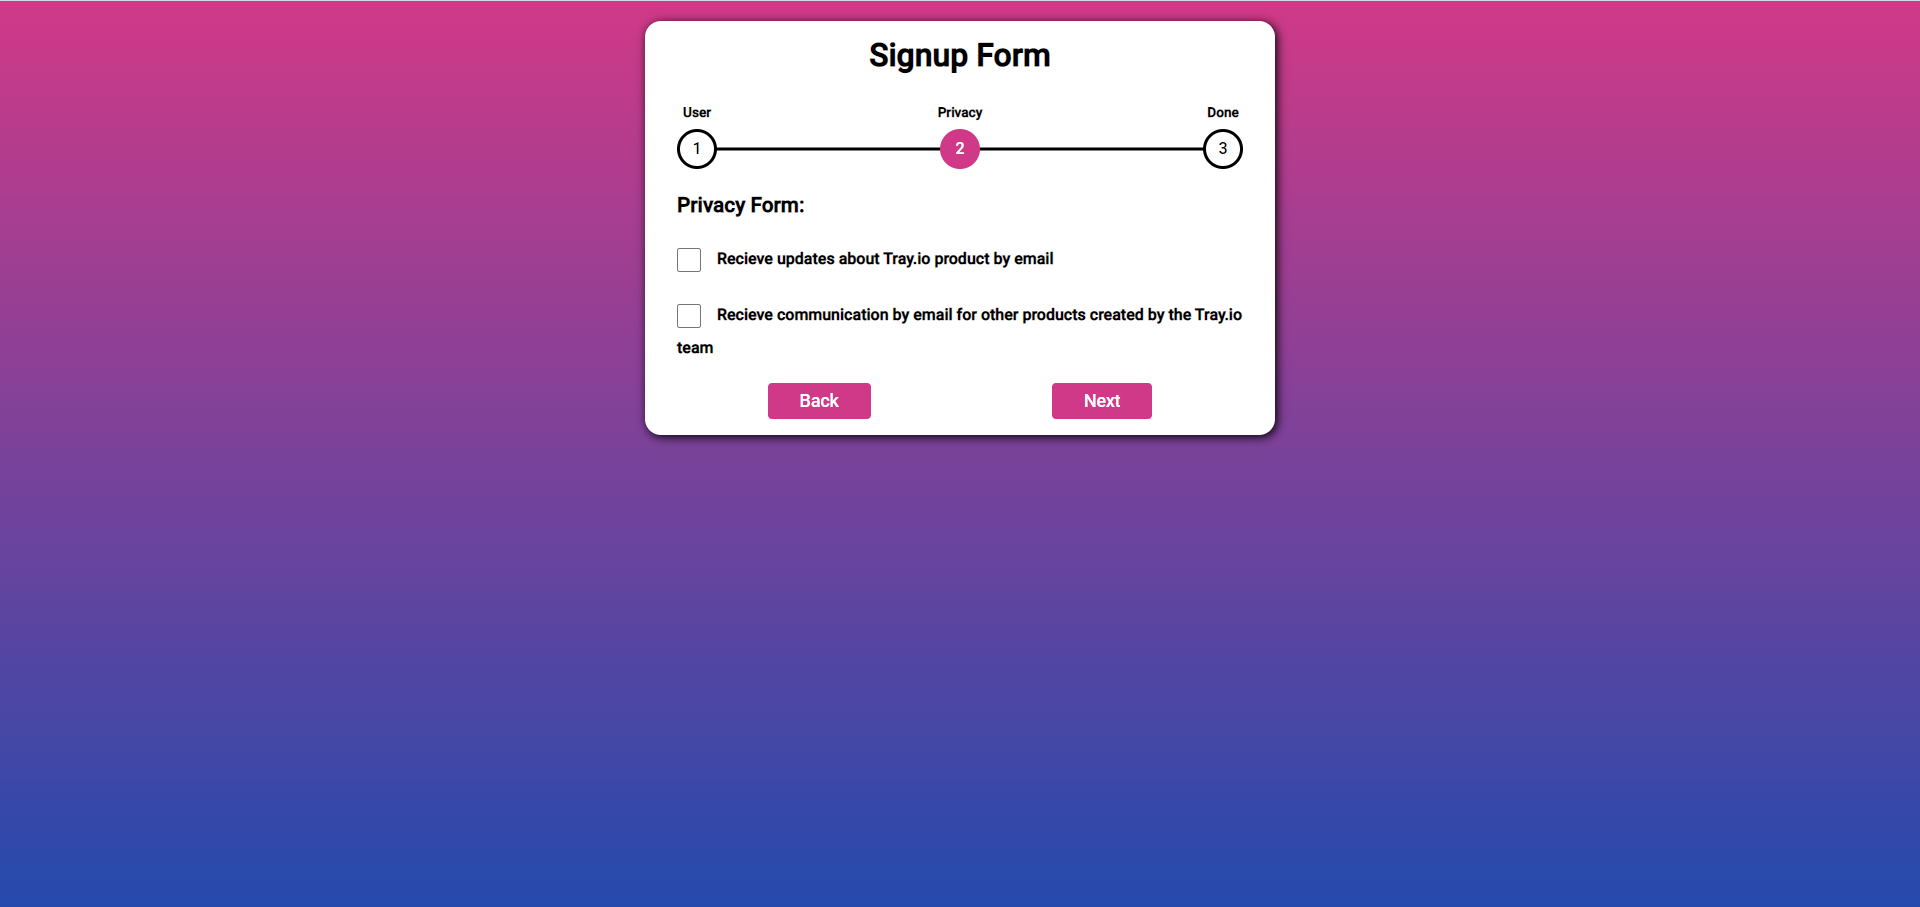 Signup Form
User
Privacy
Done
1
2
3
Privacy Form:
Recieve updates about Tray.io product by email
Recieve communication by email for other products created by the Tray.io
team
Back
Next